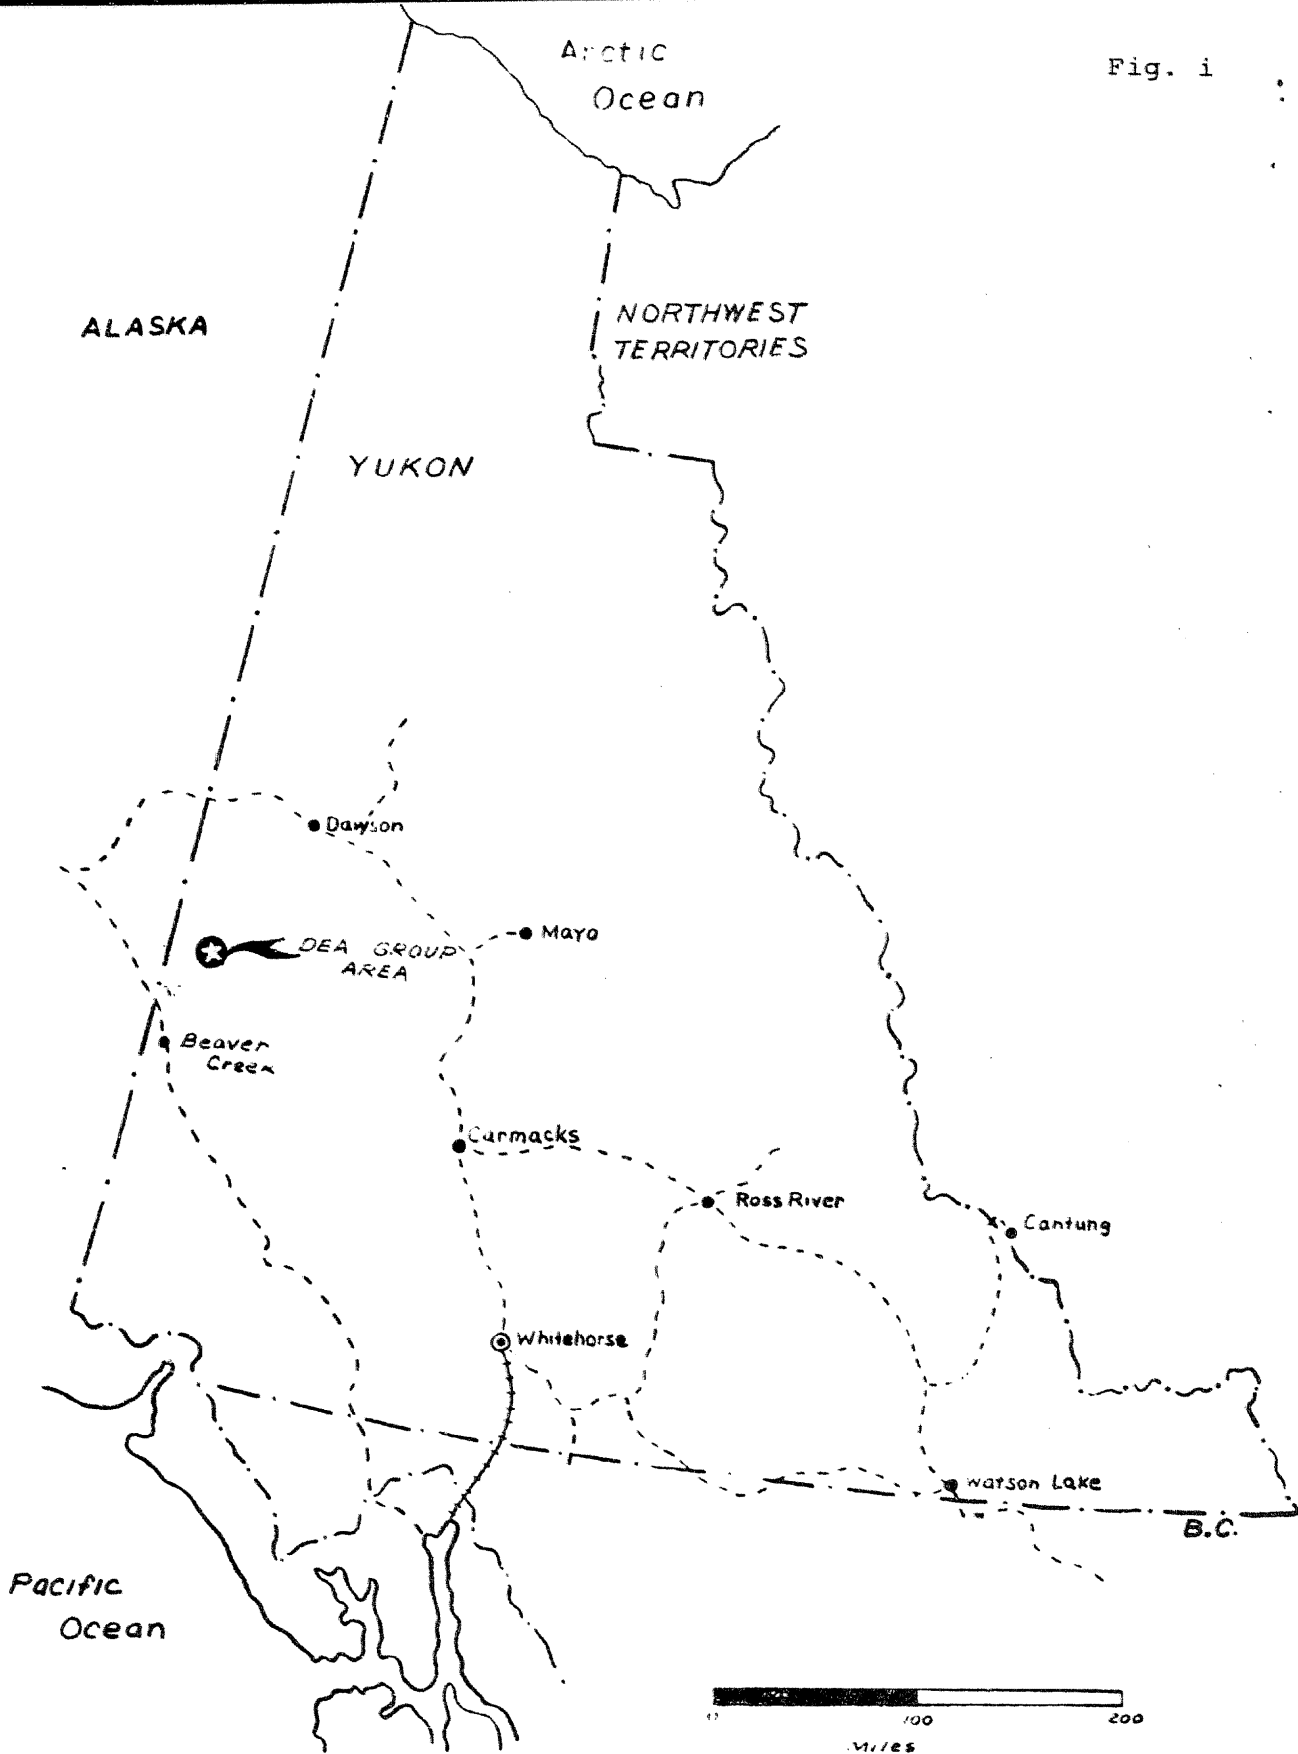 Fig. i
Arctic
Ocean
ALASKA
NORTHWEST
TERRITORIES
YUKON
Dawson
Mayo
DEA GROUP
AREA
Beaver
Creek
Carmacks
Ross River
Cantung
Whitehorse
Watson Lake
B.C.
Pacific
Ocean
0 100 200
Miles